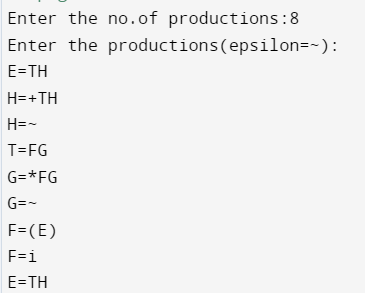 Enter the no.of productions:8
Enter the productions(epsilon=~):
E=TH
H=+TH
H=~
T=FG
G=*FG
G=~
F=(E)
F=i
E=TH